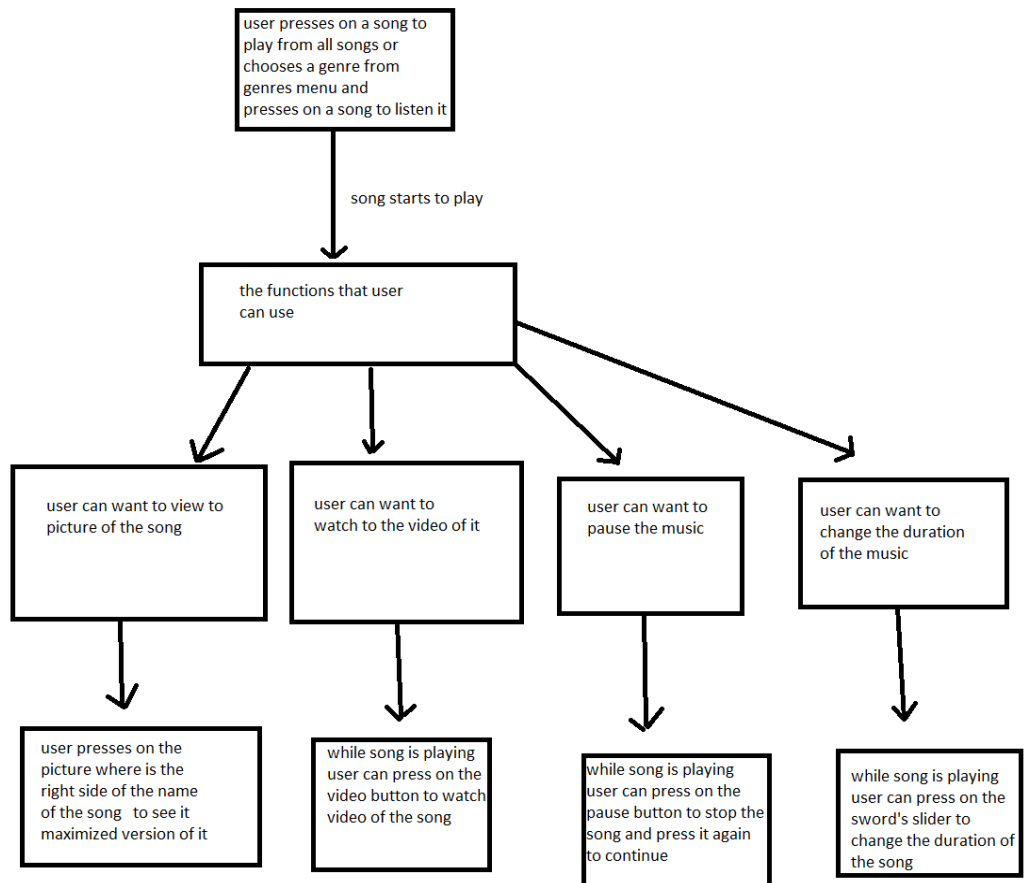 user presses on a song to
play from all songs or
chooses a genre from
genres menu and
presses on a song to listen it
song starts to play
the functions that user
can use
user can want to view to
picture of the song
user can want to
watch to the video of it
user can want to
pause the music
user can want to
change the duration
of the music
user presses on the
picture where is the
right side of the name
of the song to see it
maximized version of it
while song is playing
user can press on the
video button to watch
video of the song
while song is playing
user can press on the
pause button to stop the
song and press it again
to continue
while song is playing
user can press on the
sword's slider to
change the duration of
the song